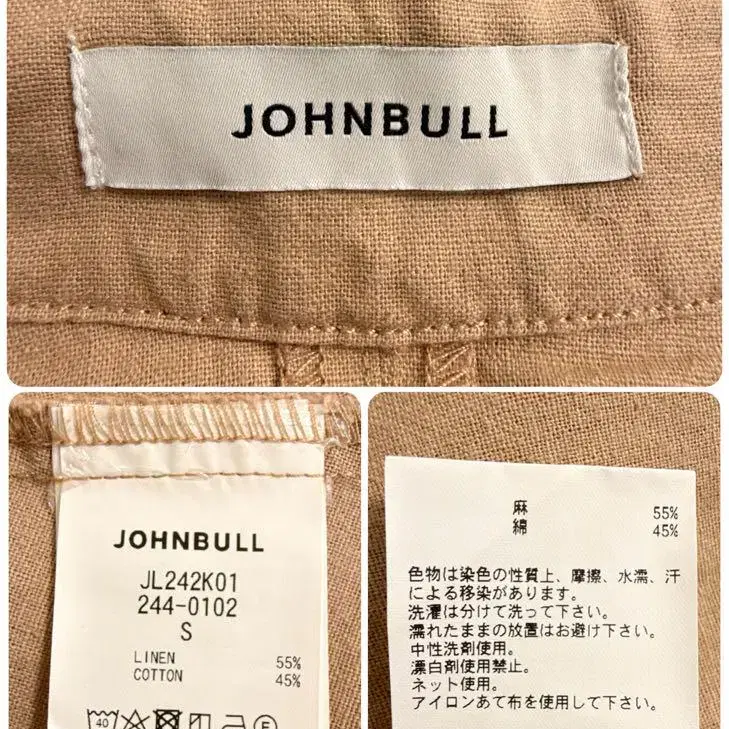 JOHNBULL
JOHNBULL
JL242K01
244-0102
S
LINEN 55%
COTTON 45%
40
麻 55%
綿 45%
色物は染色の性質上、摩擦、水濡、汗
による移染があります。
洗濯は分けて洗って下さい。
濡れたままの放置はお避け下さい。
中性洗剤使用。
漂白剤使用禁止。
ネット使用。
アイロンあて布を使用して下さい。